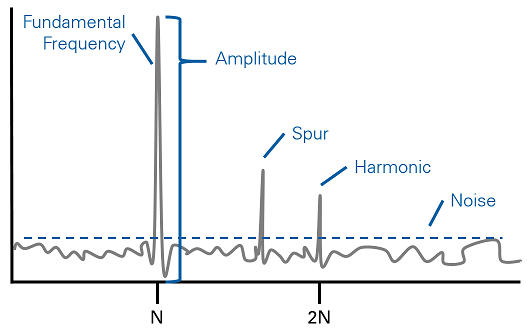 Fundamental
Frequency
Amplitude
Spur
Harmonic
Noise
N
2N